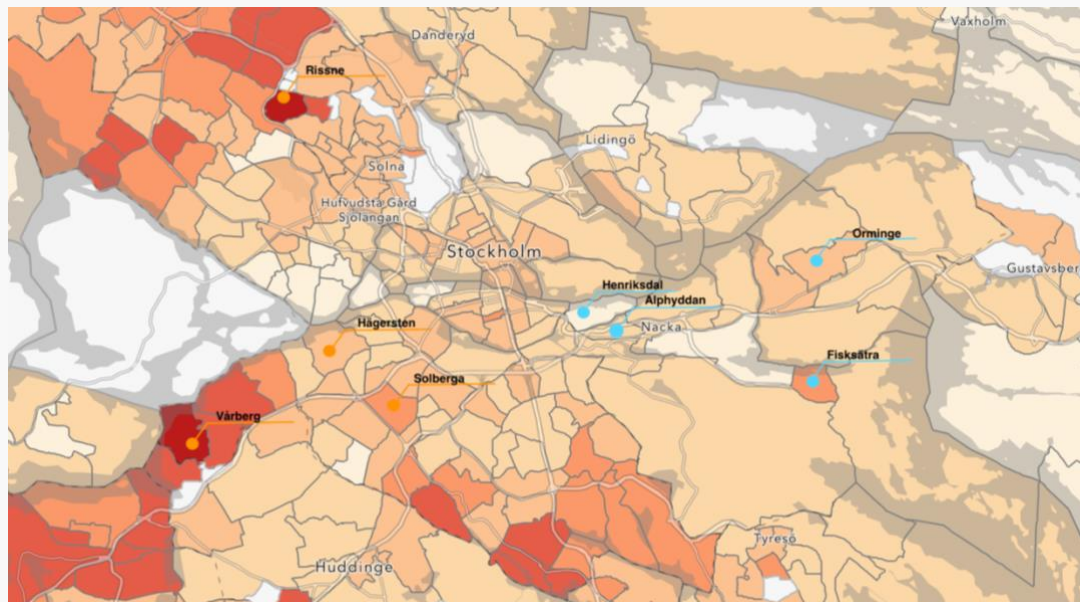 Danderyd
Vaxholm
Rissne
Lidingö
Solna
Hufvudsta Gård
Sjölangan
Stockholm
Orminge
Gustavsber
Henriksdal
Alphyddan
Nacka
Hägersten
Fisksätra
Solberga
Vårberg
Tyresö
Huddinge